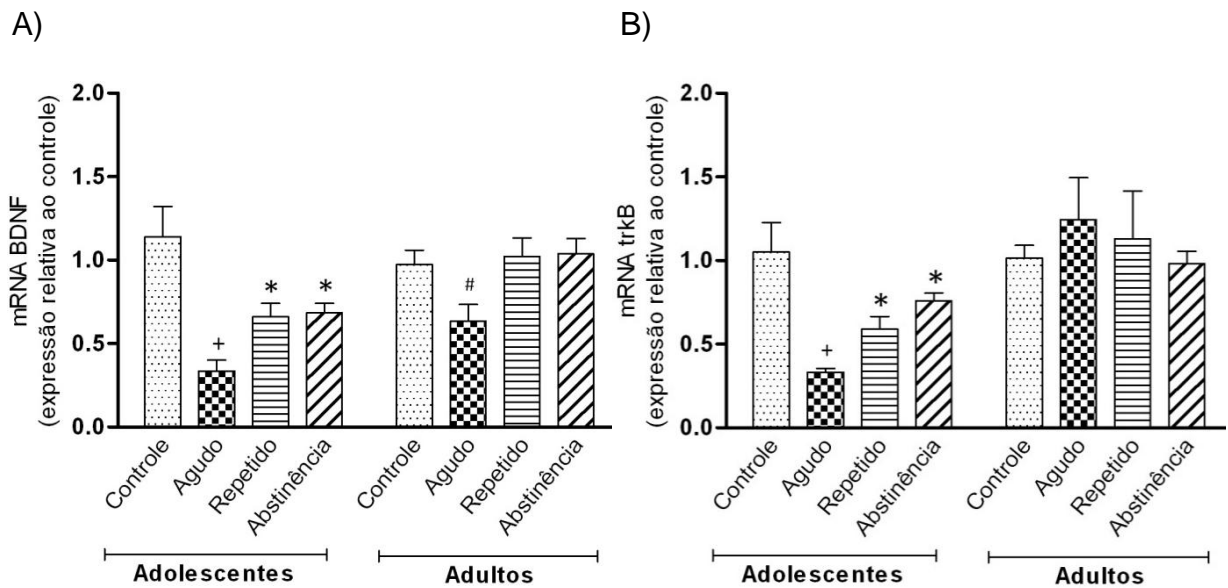 A)
mRNA BDNF
(expressão relativa ao controle)
2.0
1.5
1.0
0.5
0.0
+
*
*
#
Controle
Agudo
Repetido
Abstinência
Controle
Agudo
Repetido
Abstinência
Adolescentes
Adultos
B)
mRNA trkB
(expressão relativa ao controle)
2.0
1.5
1.0
0.5
0.0
+
*
*
Controle
Agudo
Repetido
Abstinência
Controle
Agudo
Repetido
Abstinência
Adolescentes
Adultos